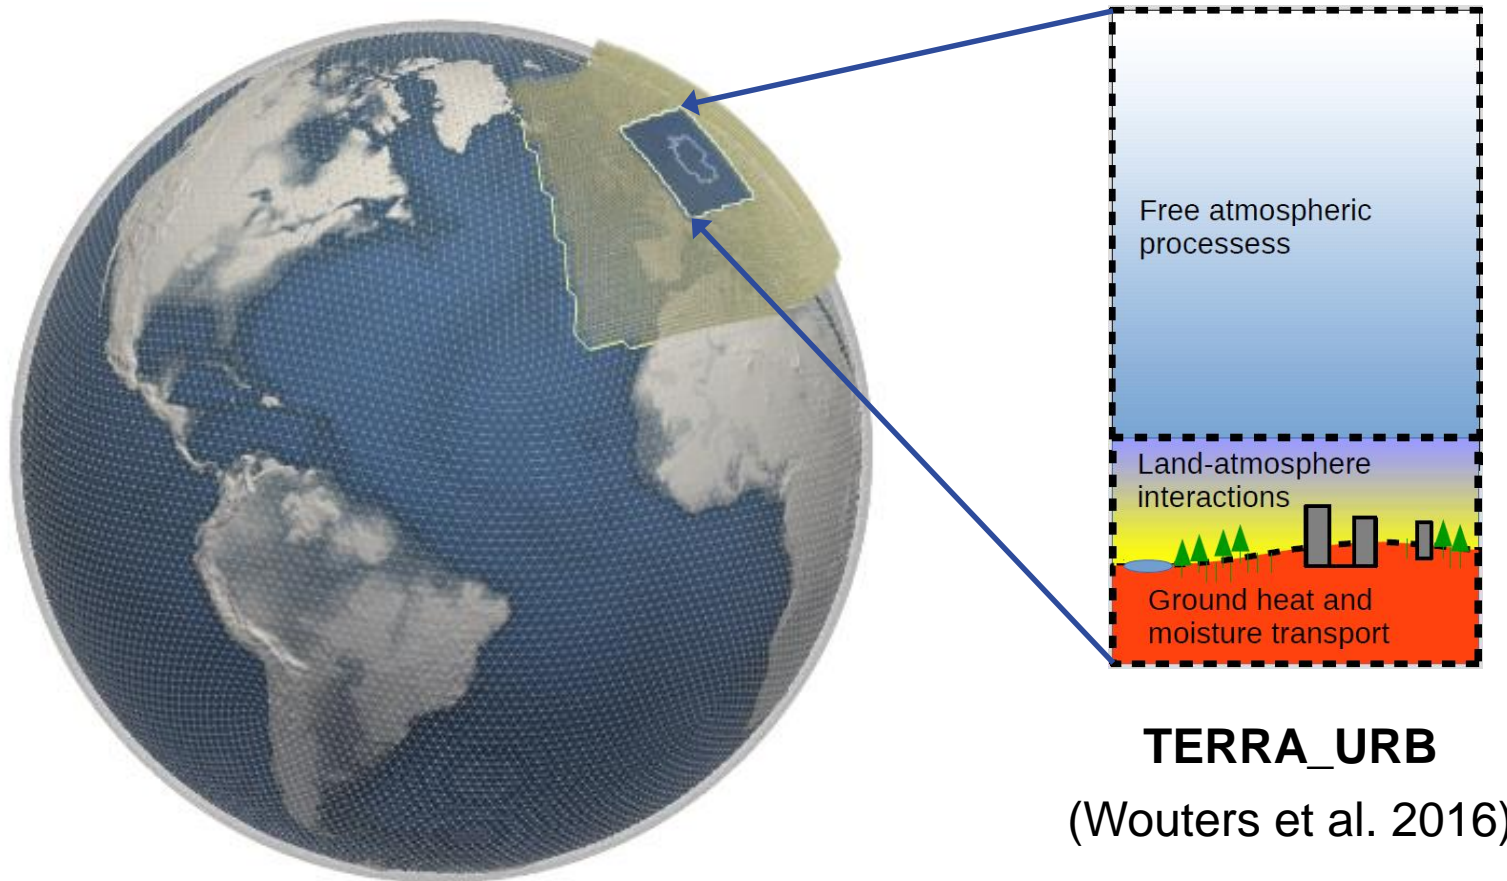 Free atmospheric
processess
Land-atmosphere
interactions
Ground heat and
moisture transport
TERRA_URB
(Wouters et al. 2016)